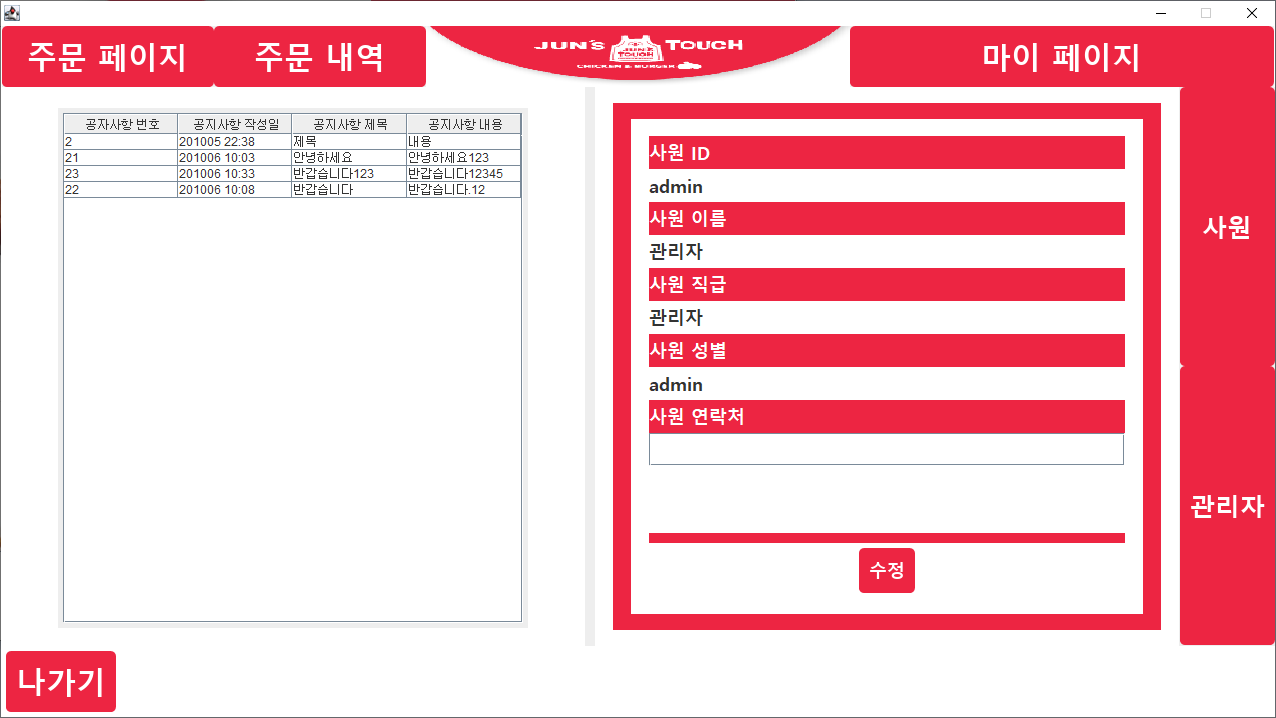 주문 페이지 주문 내역 JUN'S TOUCH 마이 페이지
JUN'S
TOUCH
CHICKEN & BURGER
공자사항 번호 공지사항 작성일 공지사항 제목 공지사항 내용
2 201005 22:38 제목 내용
21 201006 10:03 안녕하세요 안녕하세요123
23 201006 10:33 반갑습니다123 반갑습니다12345
22 201006 10:08 반갑습니다 반갑습니다.12
사원 ID
admin
사원 이름
관리자
사원 직급
관리자
사원 성별
admin
사원 연락처
수정
사원
관리자
나가기